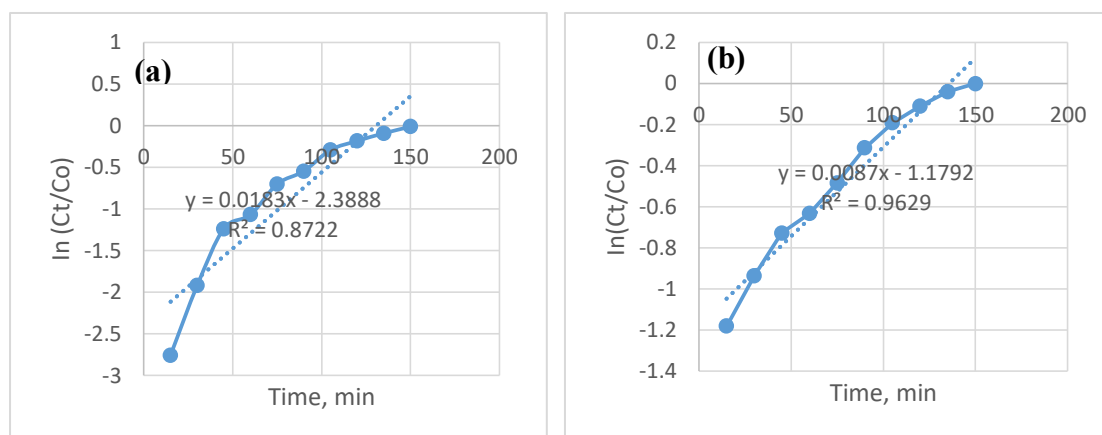 (a)
1
0.5
0
-0.5
-1
-1.5
-2
-2.5
-3
0
50
100
150
200
y = 0.0183x - 2.3888
R² = 0.8722
ln (Ct/Co)
Time, min
(b)
0.2
0
-0.2
-0.4
-0.6
-0.8
-1
-1.2
-1.4
0
50
100
150
200
y = 0.0087x - 1.1792
R² = 0.9629
ln(Ct/Co)
Time, min